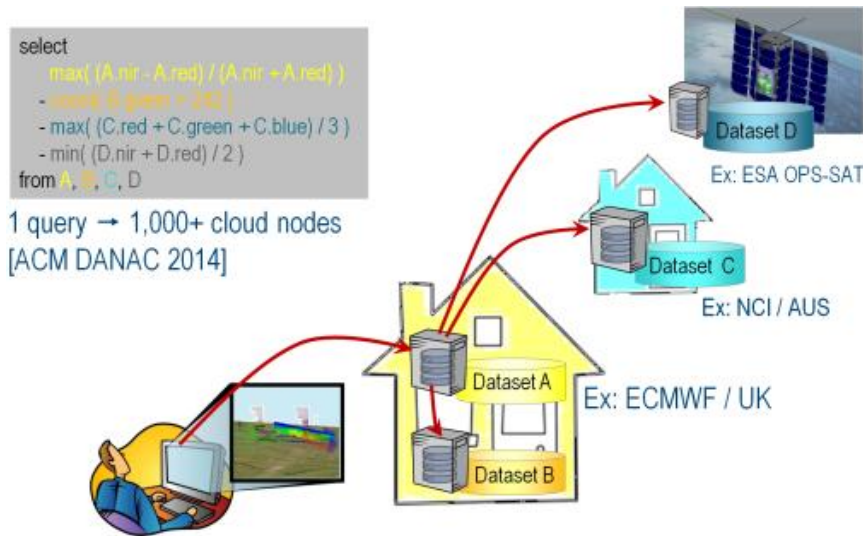 select
max( (A.nir - A.red) / (A.nir + A.red) )
- max( (C.red + C.green + C.blue) / 3 )
- min( (D.nir + D.red) / 2 )
from A, B, C, D
1 query → 1,000+ cloud nodes
[ACM DANAC 2014]
Dataset D
Ex: ESA OPS-SAT
Dataset C
Ex: NCI / AUS
Dataset A
Ex: ECMWF / UK
Dataset B